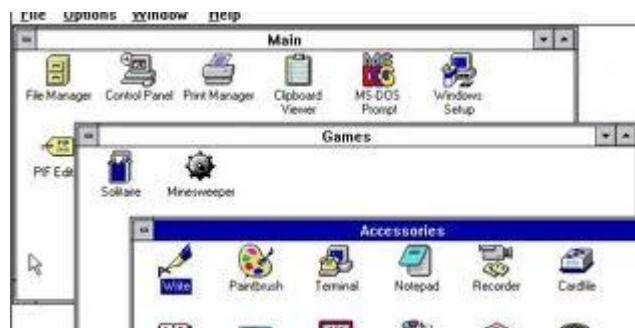 File Options Window Help
Main
File Manager Control Panel Print Manager Clipboard Viewer MS-DOS Prompt Windows Setup
PIF Edit
Games
Solitaire Minesweeper
Accessories
Write Paintbrush Terminal Notepad Recorder Cardfile